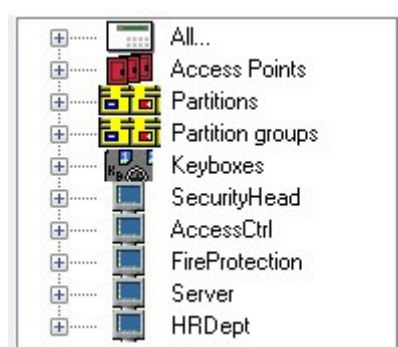 All...
Access Points
Partitions
Partition groups
Keyboxes
SecurityHead
AccessCtrl
FireProtection
Server
HRDept